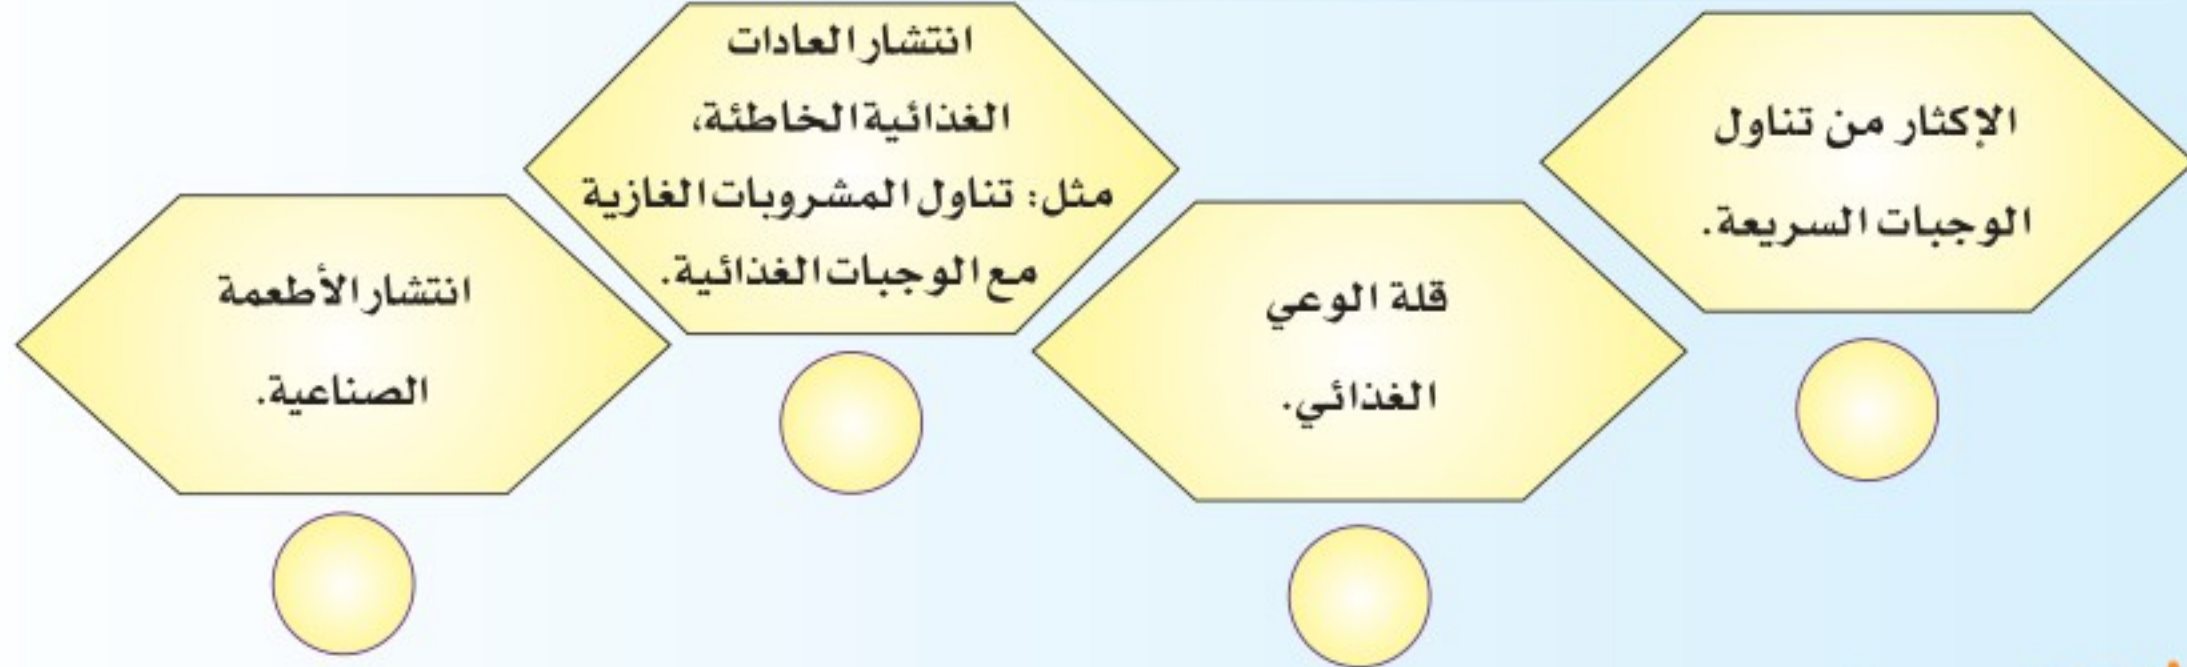 الإكثار من تناول
الوجبات السريعة.
قلة الوعي
الغذائي.
انتشار العادات
الغذائية الخاطئة،
مثل: تناول المشروبات الغازية
مع الوجبات الغذائية.
انتشار الأطعمة
الصناعية.